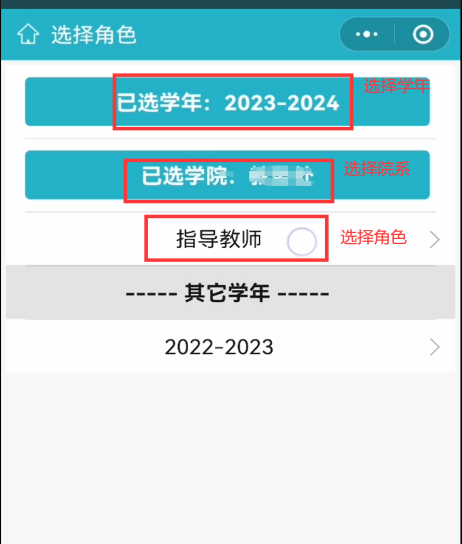 选择角色
已选学年：2023-2024
选择学年
已选学院：
选择院系
指导教师
选择角色
----- 其它学年 -----
2022-2023